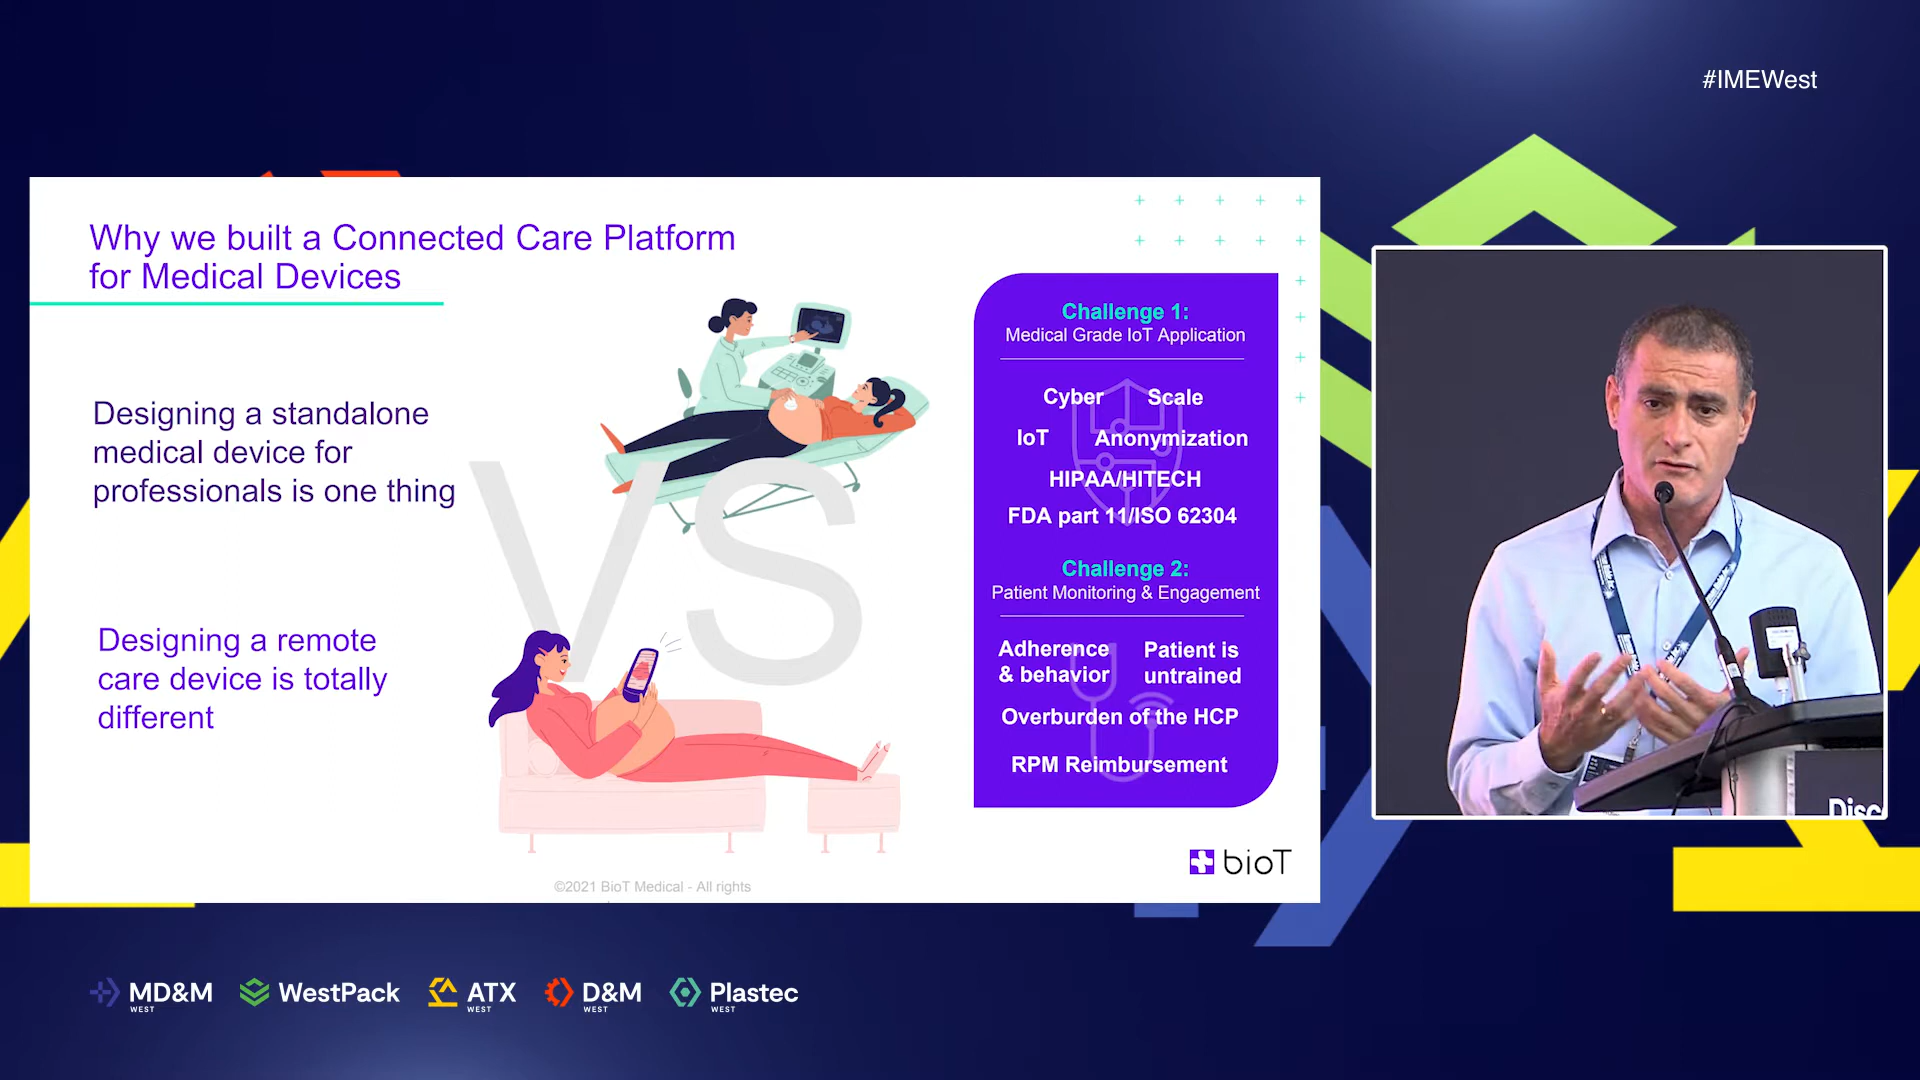 #IMEWest
Why we built a Connected Care Platform
for Medical Devices
Designing a standalone
medical device for
professionals is one thing
VS
Designing a remote
care device is totally
different
Challenge 1:
Medical Grade IoT Application
Cyber Scale
IoT Anonymization
HIPAA/HITECH
FDA part 11/ISO 62304
Challenge 2:
Patient Monitoring & Engagement
Adherence
& behavior
Patient is
untrained
Overburden of the HCP
RPM Reimbursement
bioT
©2021 BioT Medical - All rights
Disc
MD&M
WEST
WestPack
ATX
WEST
D&M
WEST
Plastec
WEST